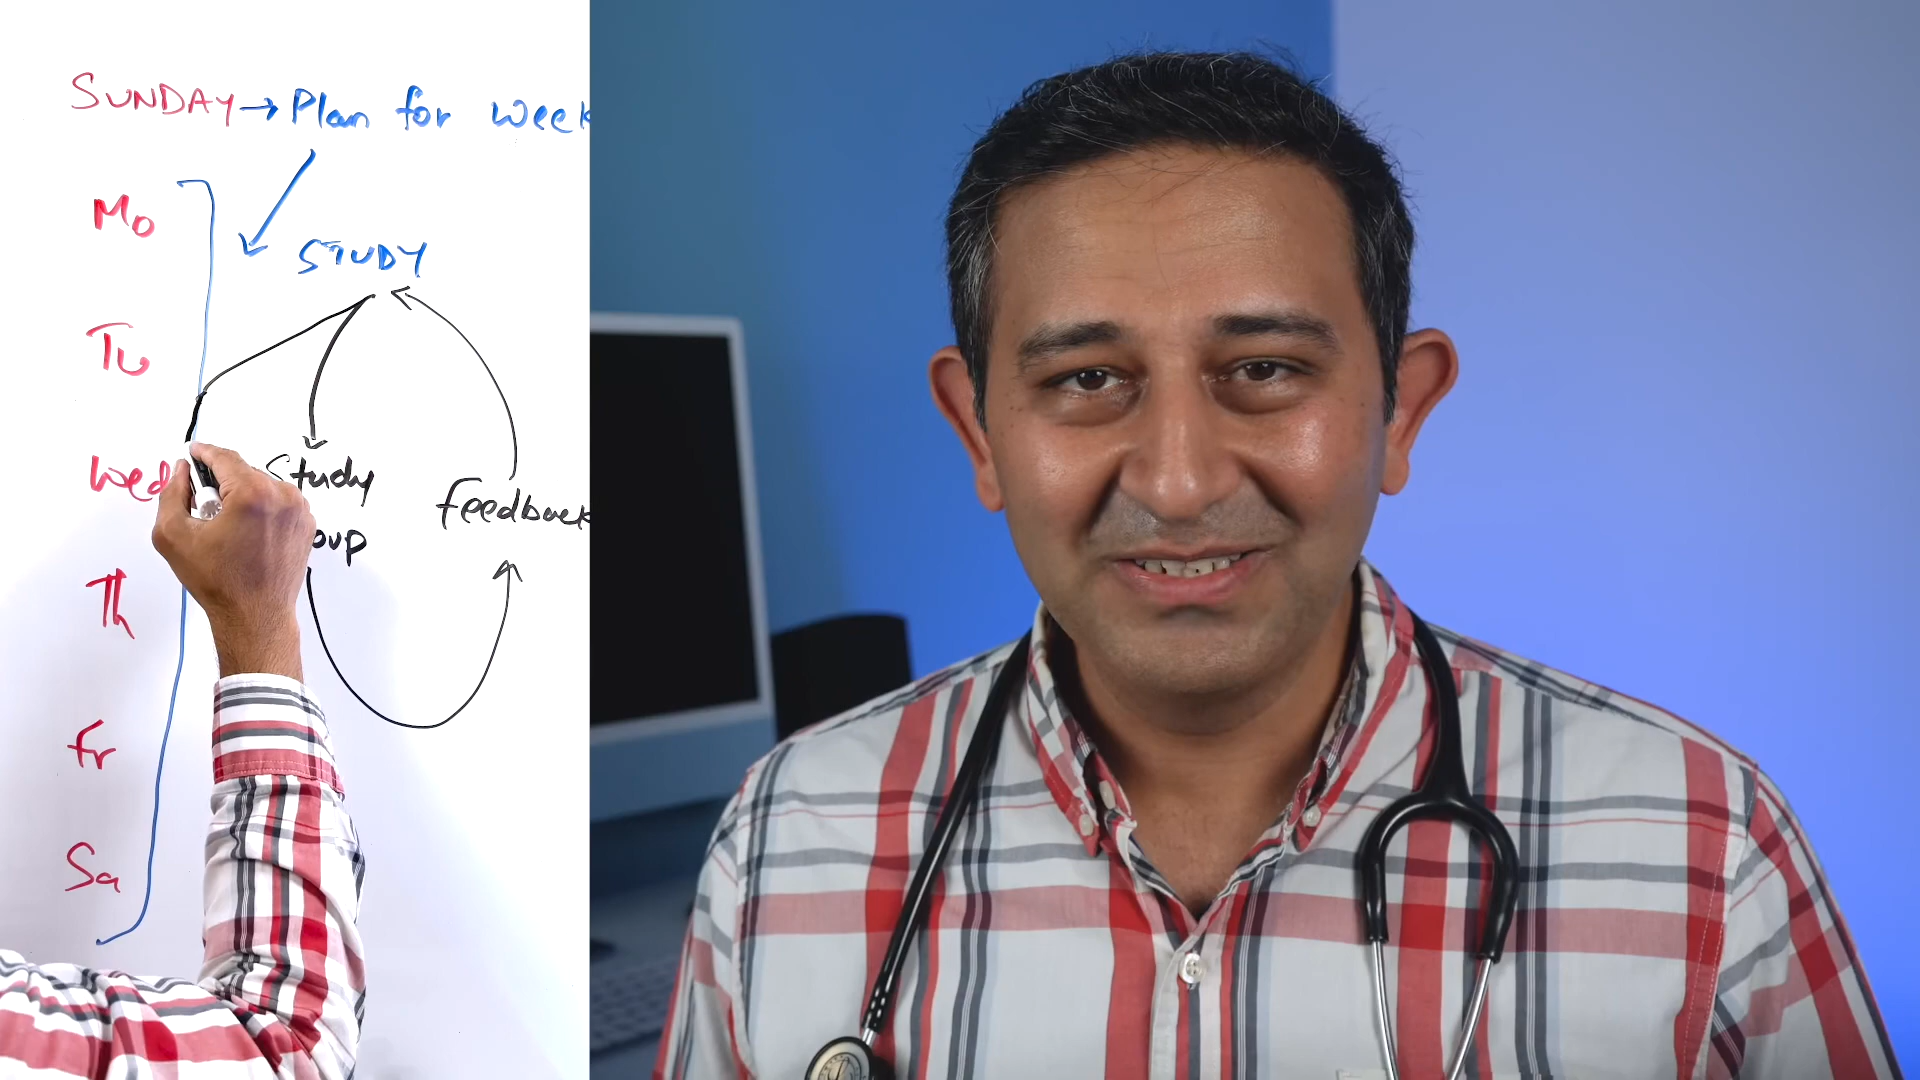 SUNDAY → Plan for week
Mo
STUDY
Tu
Wed
Study
feedback
oup
Th
Fr
Sa